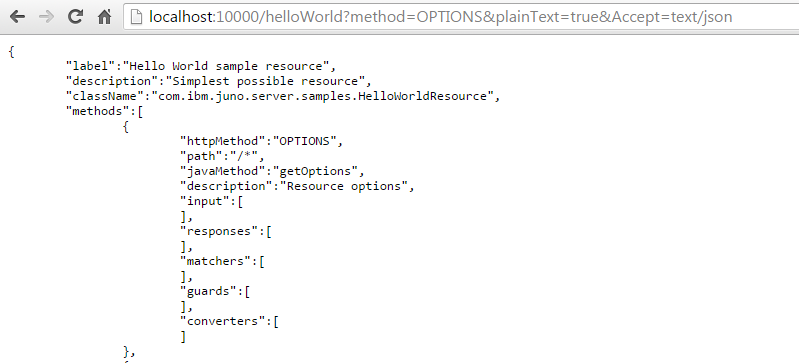 localhost:10000/helloWorld?method=OPTIONS&plainText=true&Accept=text/json
{
"label":"Hello World sample resource",
"description":"Simplest possible resource",
"className":"com.ibm.juno.server.samples.HelloWorldResource",
"methods":[
{
"httpMethod":"OPTIONS",
"path":"/*",
"javaMethod":"getOptions",
"description":"Resource options",
"input":[
],
"responses":[
],
"matchers":[
],
"guards":[
],
"converters":[
]
},